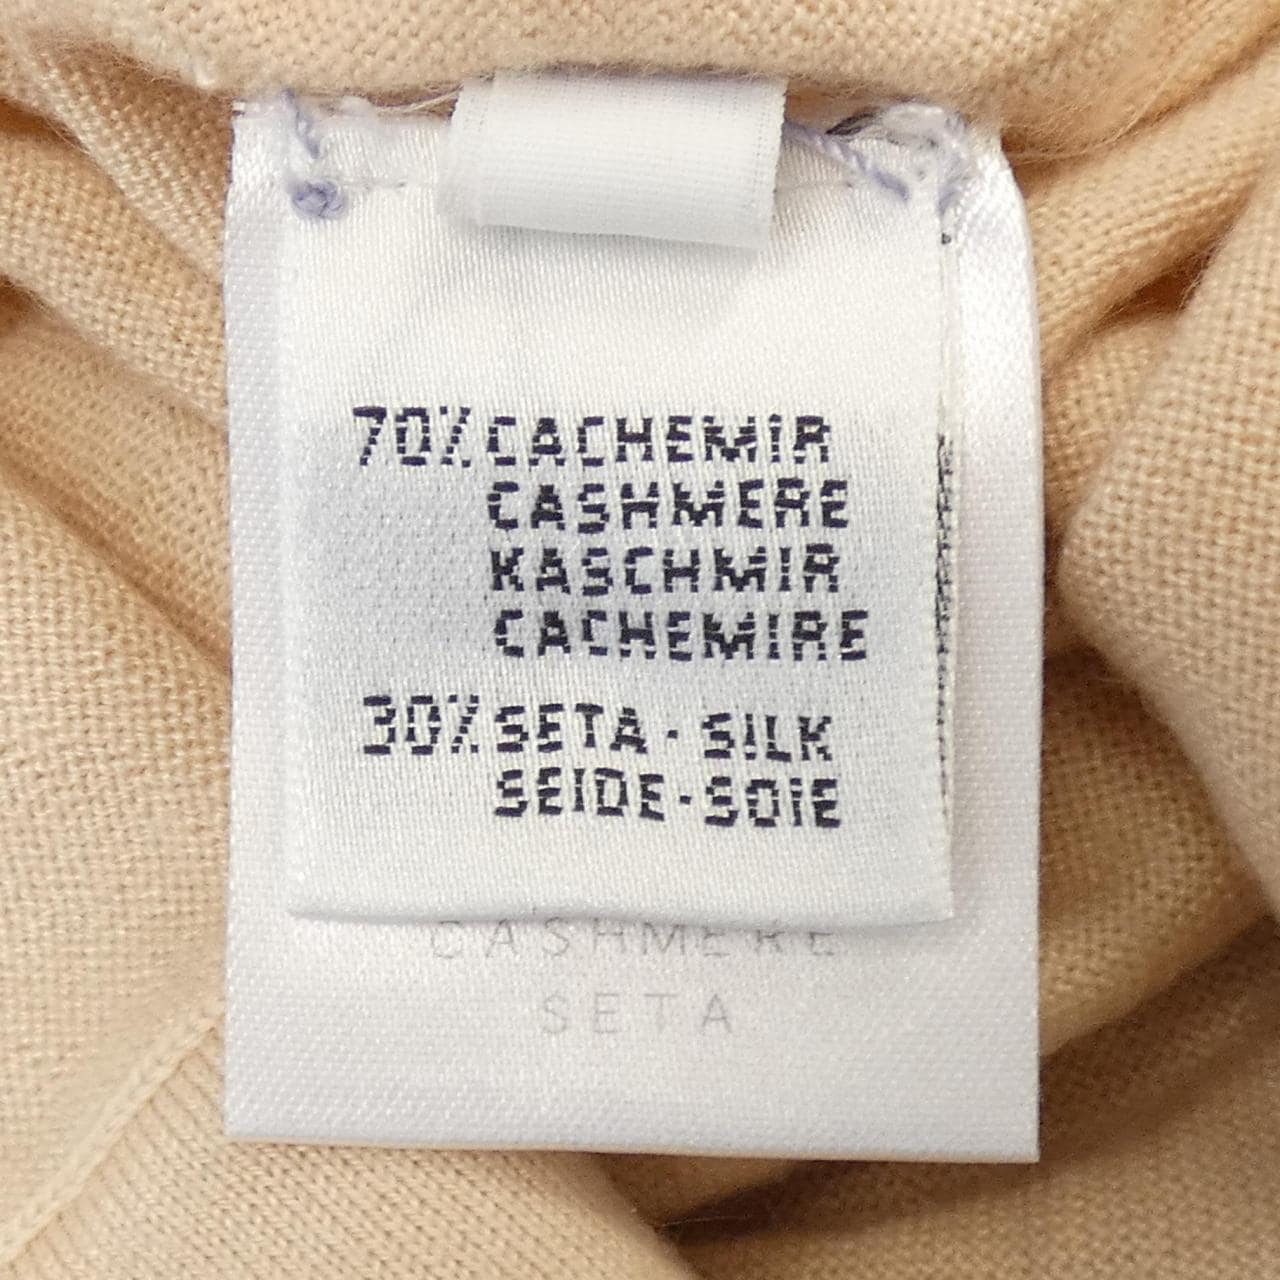 70% CACHEMIR
CASHMERE
KASCHMIR
CACHEMIRE
30% SETA · SILK
SEIDE · SOIE
CASHMERE
SETA